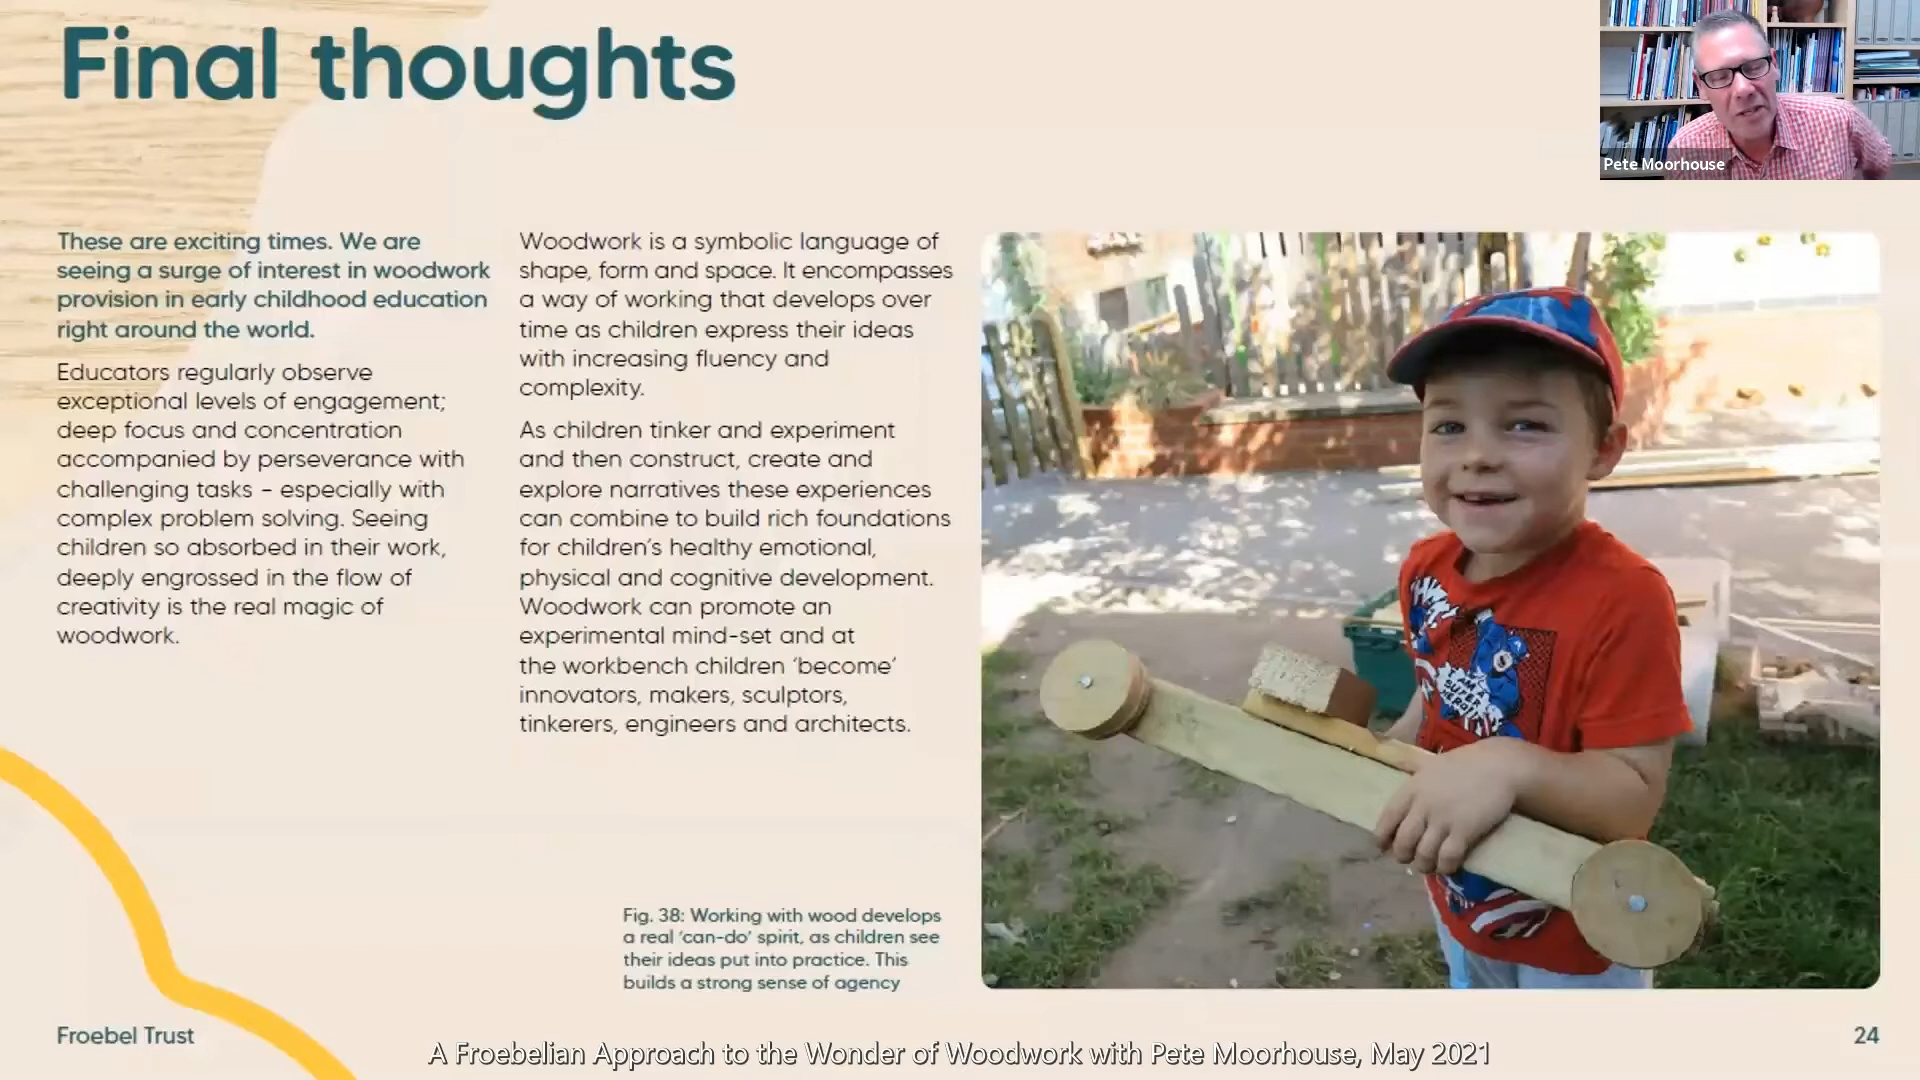 Final thoughts
Pete Moorhouse
These are exciting times. We are
seeing a surge of interest in woodwork
provision in early childhood education
right around the world.
Educators regularly observe
exceptional levels of engagement;
deep focus and concentration
accompanied by perseverance with
challenging tasks – especially with
complex problem solving. Seeing
children so absorbed in their work,
deeply engrossed in the flow of
creativity is the real magic of
woodwork.
Woodwork is a symbolic language of
shape, form and space. It encompasses
a way of working that develops over
time as children express their ideas
with increasing fluency and
complexity.
As children tinker and experiment
and then construct, create and
explore narratives these experiences
can combine to build rich foundations
for children’s healthy emotional,
physical and cognitive development.
Woodwork can promote an
experimental mind-set and at
the workbench children ‘become’
innovators, makers, sculptors,
tinkerers, engineers and architects.
Fig. 38: Working with wood develops
a real ‘can-do’ spirit, as children see
their ideas put into practice. This
builds a strong sense of agency
Froebel Trust
24
A Froebelian Approach to the Wonder of Woodwork with Pete Moorhouse, May 2021